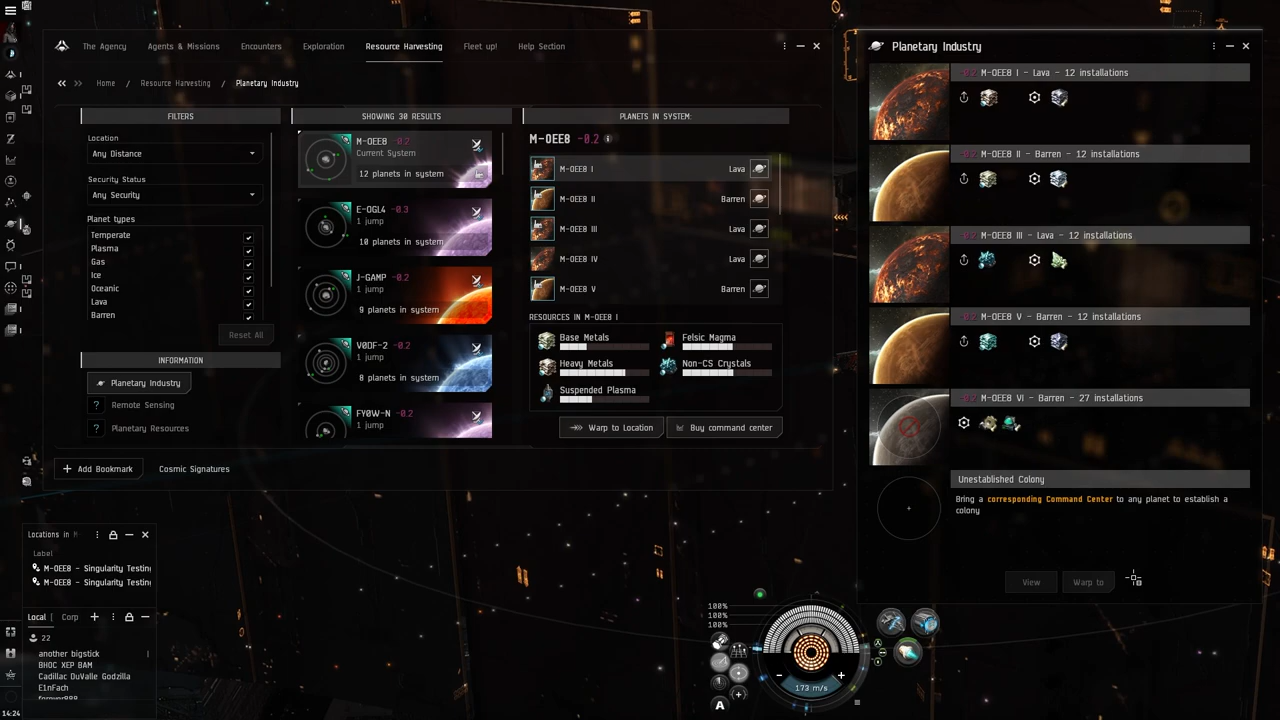 The Agency
Agents & Missions
Encounters
Exploration
Resource Harvesting
Fleet up!
Help Section
Home / Resource Harvesting / Planetary Industry
FILTERS
Location
Any Distance
Security Status
Any Security
Planet types
Temperate
Plasma
Gas
Ice
Oceanic
Lava
Barren
Reset All
INFORMATION
Planetary Industry
? Remote Sensing
? Planetary Resources
SHOWING 30 RESULTS
M-OEE8 -0.2
Current System
12 planets in system
E-OGL4 -0.3
1 jump
10 planets in system
J-GAMP -0.2
1 jump
9 planets in system
V0DF-2 -0.2
1 jump
8 planets in system
FY0W-N -0.2
1 jump
PLANETS IN SYSTEM:
M-OEE8 -0.2
M-OEE8 I Lava
M-OEE8 II Barren
M-OEE8 III Lava
M-OEE8 IV Lava
M-OEE8 V Barren
RESOURCES IN M-OEE8 I
Base Metals
Felsic Magma
Heavy Metals
Non-CS Crystals
Suspended Plasma
Warp to Location
Buy command center
+ Add Bookmark
Cosmic Signatures
Planetary Industry
-0.2 M-OEE8 I - Lava - 12 installations
-0.2 M-OEE8 II - Barren - 12 installations
-0.2 M-OEE8 III - Lava - 12 installations
-0.2 M-OEE8 V - Barren - 12 installations
-0.2 M-OEE8 VI - Barren - 27 installations
Unestablished Colony
Bring a corresponding Command Center to any planet to establish a
colony
View
Warp to
Locations in
Label
M-OEE8 - Singularity Testing
M-OEE8 - Singularity Testing
Local [
Corp
22
another bigstick
BHOC XEP BAM
Cadillac DuValle Godzilla
E1nFach
100%
100%
100%
173 m/s
A
14:24